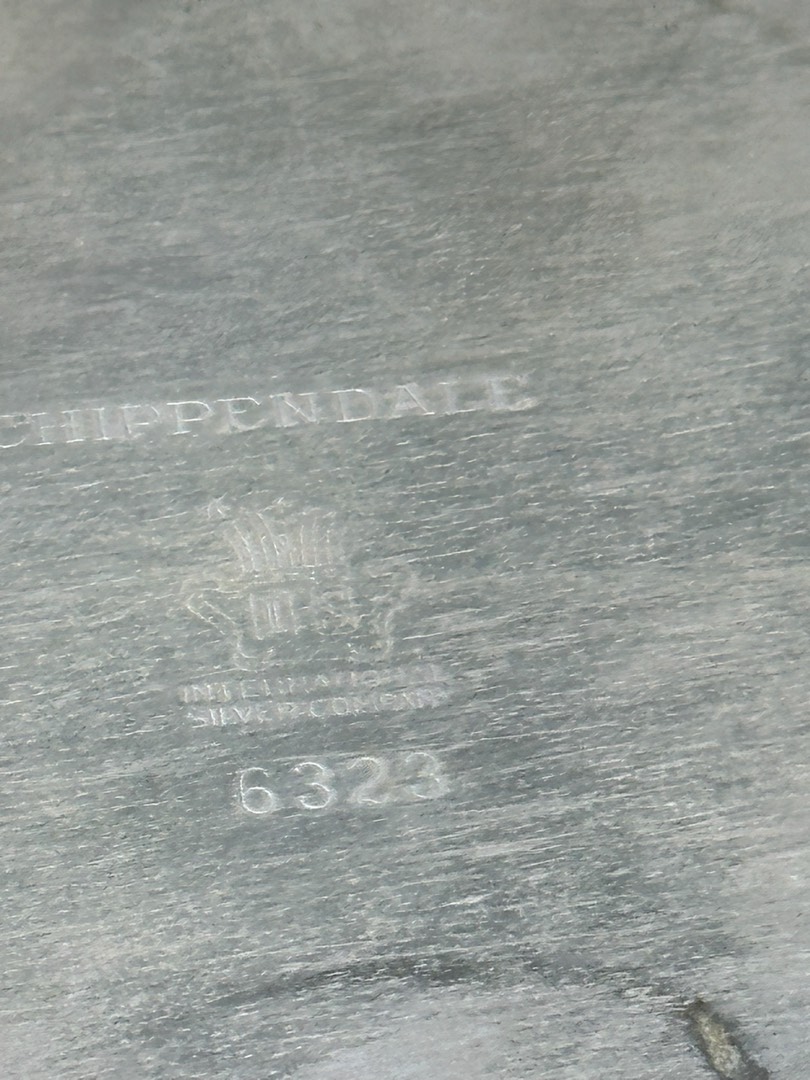 CHIPPENDALE
INTERNATIONAL
SILVER COMPANY
6323